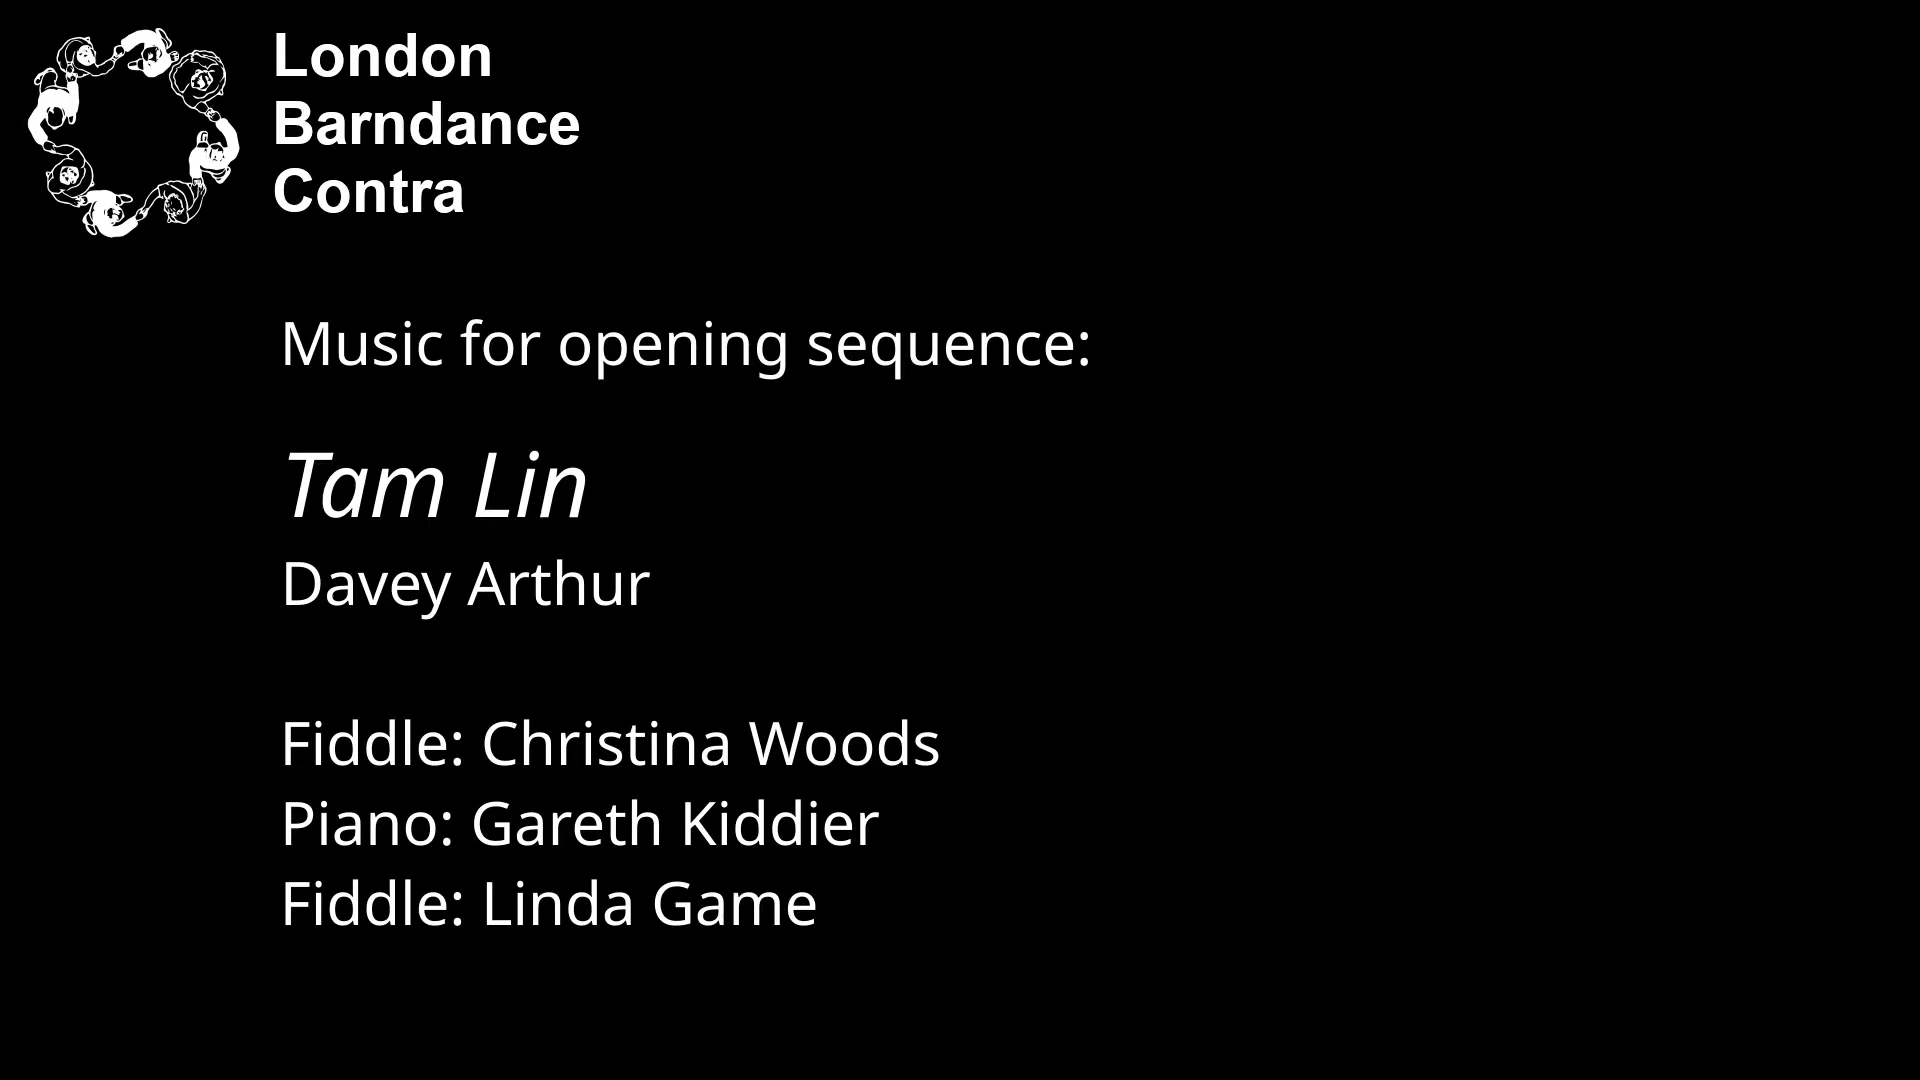 London
Barndance
Contra
Music for opening sequence:
Tam Lin
Davey Arthur
Fiddle: Christina Woods
Piano: Gareth Kiddier
Fiddle: Linda Game